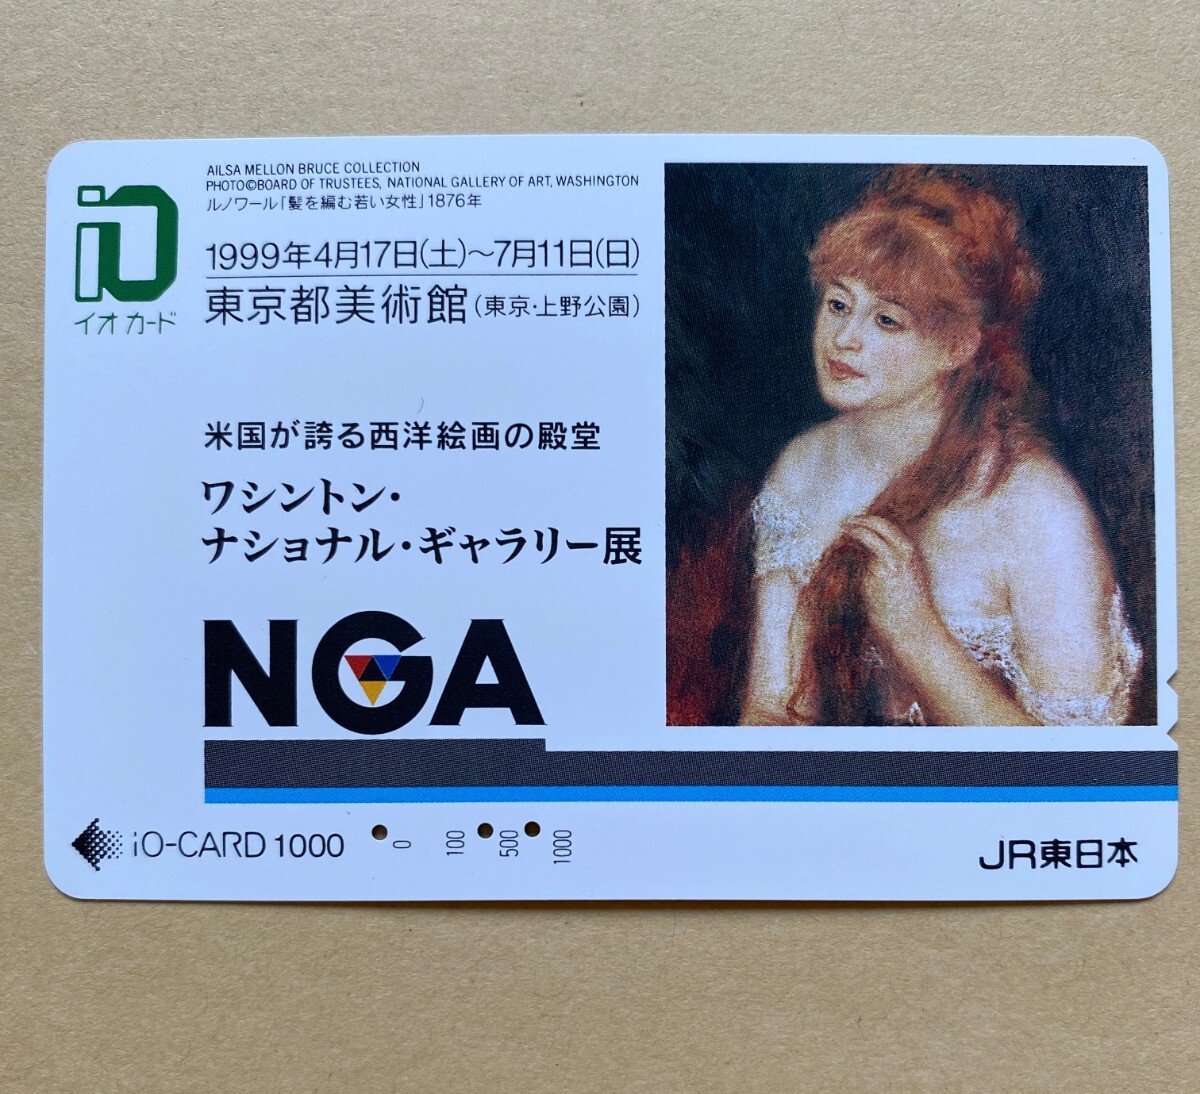 AILSA MELLON BRUCE COLLECTION
PHOTO©BOARD OF TRUSTEES, NATIONAL GALLERY OF ART, WASHINGTON
ルノワール「髪を編む若い女性」1876年
iO
イオカード
1999年4月17日(土)〜7月11日(日)
東京都美術館(東京・上野公園)
米国が誇る西洋絵画の殿堂
ワシントン・
ナショナル・ギャラリー展
NGA
iO-CARD 1000
0 100 500 1000
JR東日本